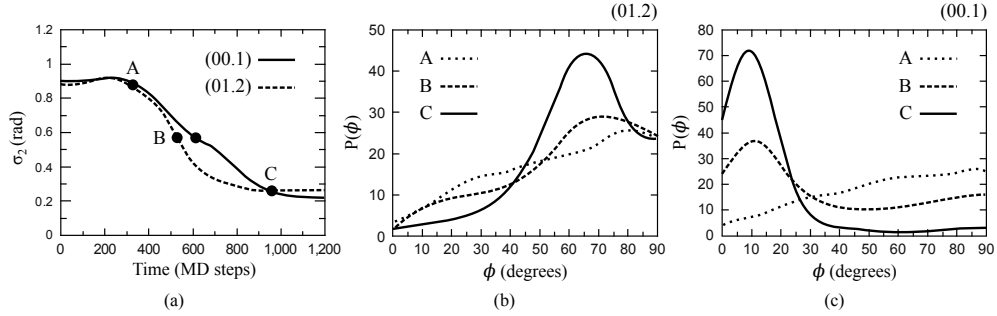 (01.2)
(00.1)
1.2
1
0.8
0.6
0.4
0.2
0
σ2 (rad)
A
B
C
(00.1)
(01.2)
0 200 400 600 800 1,000 1,200
Time (MD steps)
(a)
50
40
30
20
10
0
P(ϕ)
A
B
C
0 10 20 30 40 50 60 70 80 90
ϕ (degrees)
(b)
80
70
60
50
40
30
20
10
0
P(ϕ)
A
B
C
0 10 20 30 40 50 60 70 80 90
ϕ (degrees)
(c)